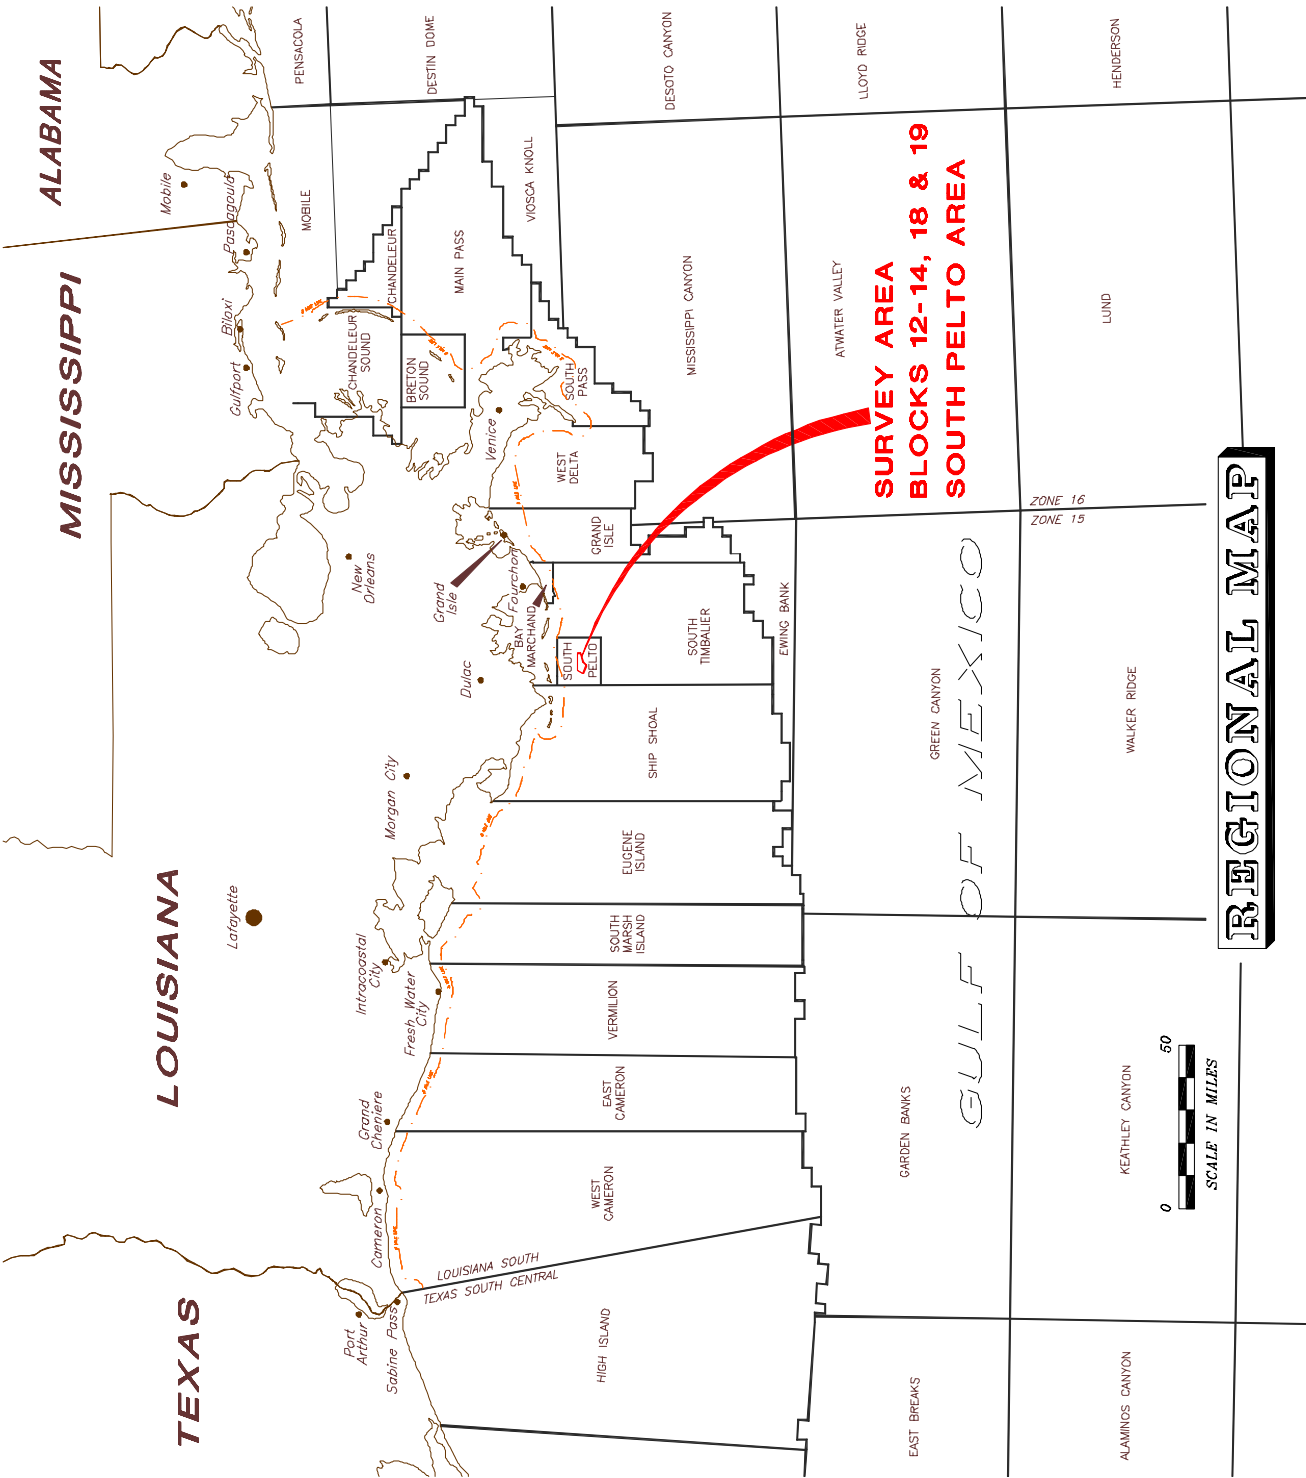 TEXAS
LOUISIANA
MISSISSIPPI
ALABAMA
Port
Arthur
Sabine Pass
Cameron
Grand
Cheniere
Fresh Water
City
Intracoastal
City
Lafayette
Morgan City
Dulac
New
Orleans
Grand
Isle
Fourchon
Venice
Gulfport
Biloxi
Pascagoula
Mobile
PENSACOLA
DESTIN DOME
DESOTO CANYON
LLOYD RIDGE
HENDERSON
MOBILE
VIOSCA KNOLL
CHANDELEUR
MAIN PASS
CHANDELEUR
SOUND
BRETON
SOUND
SOUTH
PASS
MISSISSIPPI CANYON
ATWATER VALLEY
LUND
WEST
DELTA
GRAND
ISLE
BAY
MARCHAND
SOUTH
PELTO
SOUTH
TIMBALIER
EWING BANK
SHIP SHOAL
GREEN CANYON
WALKER RIDGE
EUGENE
ISLAND
SOUTH
MARSH
ISLAND
VERMILION
EAST
CAMERON
WEST
CAMERON
GARDEN BANKS
KEATHLEY CANYON
LOUISIANA SOUTH
TEXAS SOUTH CENTRAL
HIGH ISLAND
EAST BREAKS
ALAMINOS CANYON
ZONE 16
ZONE 15
GULF OF MEXICO
SURVEY AREA
BLOCKS 12-14, 18 & 19
SOUTH PELTO AREA
0 50
SCALE IN MILES
REGIONAL MAP